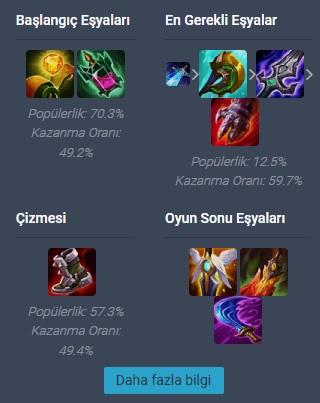 Başlangıç Eşyaları
Popülerlik: 70.3%
Kazanma Oranı:
49.2%
En Gerekli Eşyalar
Popülerlik: 12.5%
Kazanma Oranı: 59.7%
Çizmesi
Popülerlik: 57.3%
Kazanma Oranı:
49.4%
Oyun Sonu Eşyaları
Daha fazla bilgi